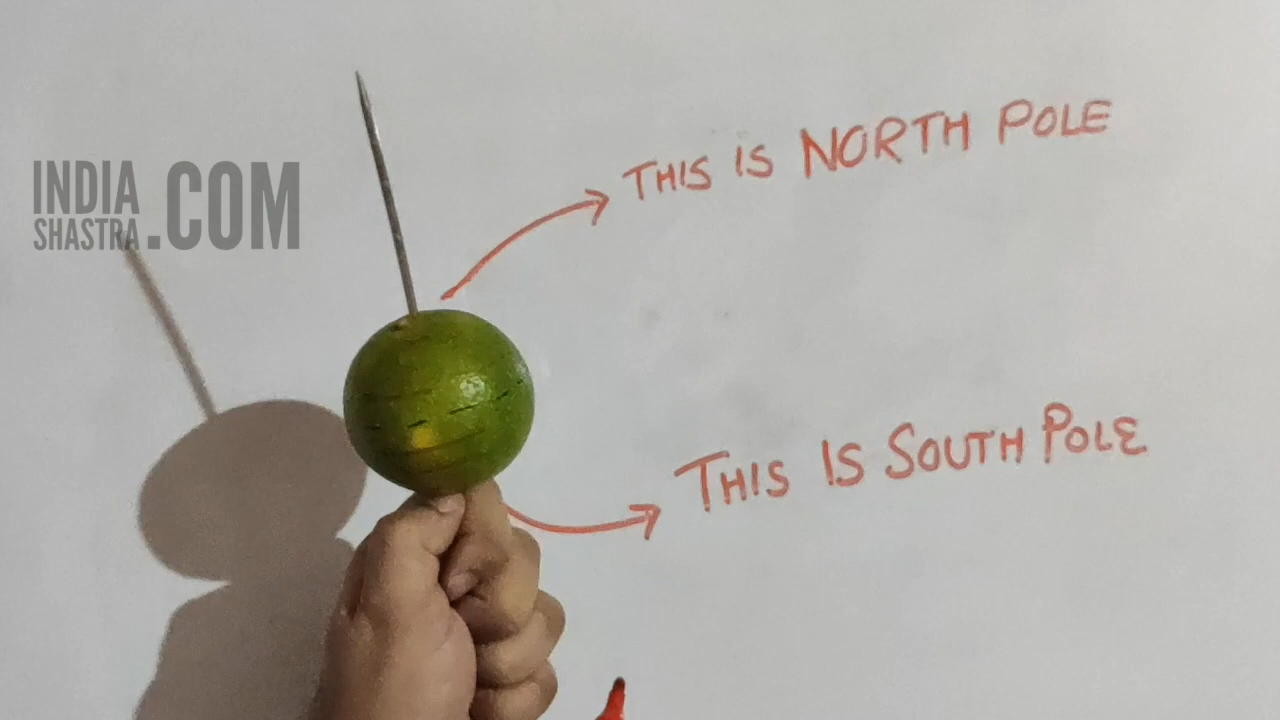 INDIA
SHASTRA
.COM
THIS IS NORTH POLE
THIS IS SOUTH POLE